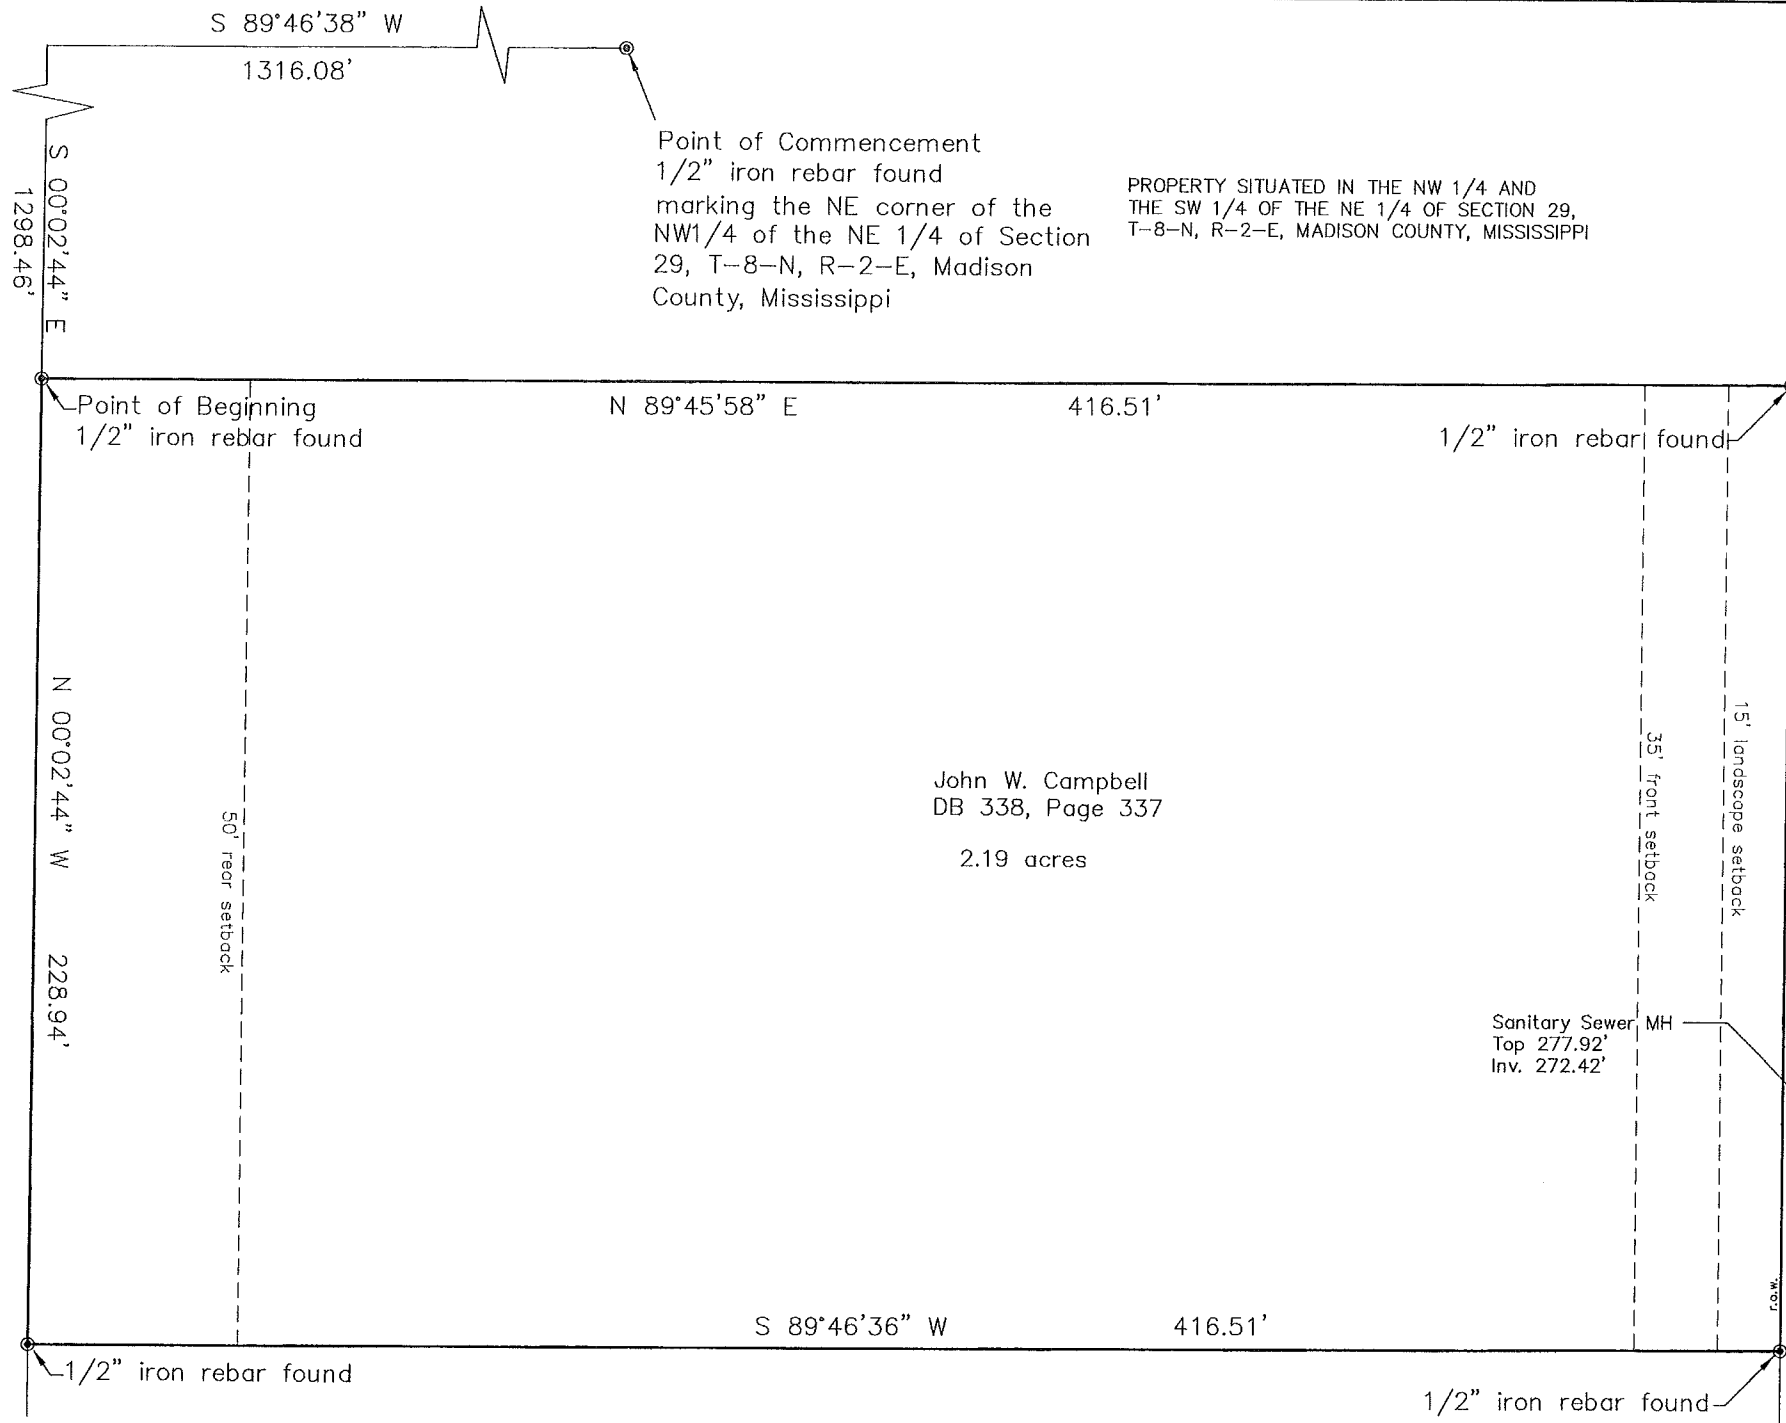 S 89°46'38" W
1316.08'
S 00°02'44" E
1298.46'
Point of Commencement
1/2" iron rebar found
marking the NE corner of the
NW1/4 of the NE 1/4 of Section
29, T-8-N, R-2-E, Madison
County, Mississippi
PROPERTY SITUATED IN THE NW 1/4 AND
THE SW 1/4 OF THE NE 1/4 OF SECTION 29,
T-8-N, R-2-E, MADISON COUNTY, MISSISSIPPI
Point of Beginning
1/2" iron rebar found
N 89°45'58" E 416.51'
1/2" iron rebar found
N 00°02'44" W 228.94'
50' rear setback
John W. Campbell
DB 338, Page 337
2.19 acres
35' front setback
15' landscape setback
Sanitary Sewer MH
Top 277.92'
Inv. 272.42'
r.o.w.
S 89°46'36" W 416.51'
1/2" iron rebar found
1/2" iron rebar found